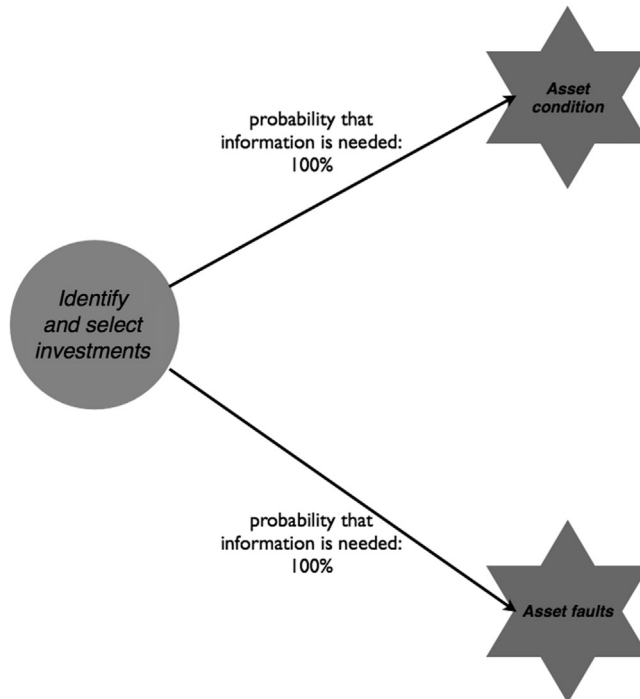 Asset
condition
probability that
information is needed:
100%
Identify
and select
investments
probability that
information is needed:
100%
Asset faults